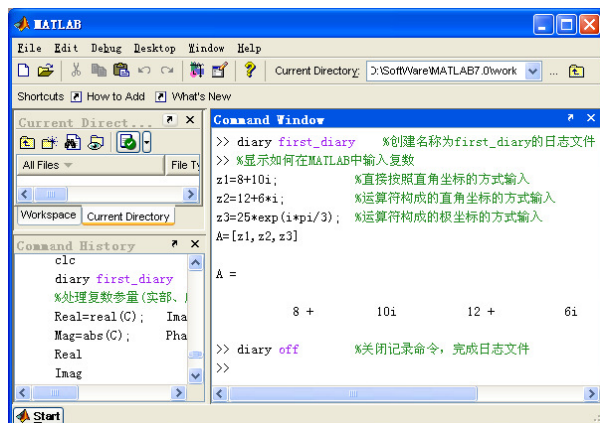 MATLAB
File Edit Debug Desktop Window Help
Current Directory: D:\SoftWare\MATLAB7.0\work
Shortcuts How to Add What's New
Current Direct...
All Files File Ty
Workspace Current Directory
Command History
clc
diary first_diary
%处理复数参量(实部、
Real=real(C); Ima
Mag=abs(C); Pha
Real
Imag
Command Window
>> diary first_diary %创建名称为first_diary的日志文件
>> %显示如何在MATLAB中输入复数
z1=8+10i; %直接按照直角坐标的方式输入
z2=12+6*i; %运算符构成的直角坐标的方式输入
z3=25*exp(i*pi/3); %运算符构成的极坐标的方式输入
A=[z1,z2,z3]
A =
8 + 10i 12 + 6i
>> diary off %关闭记录命令，完成日志文件
>>
Start